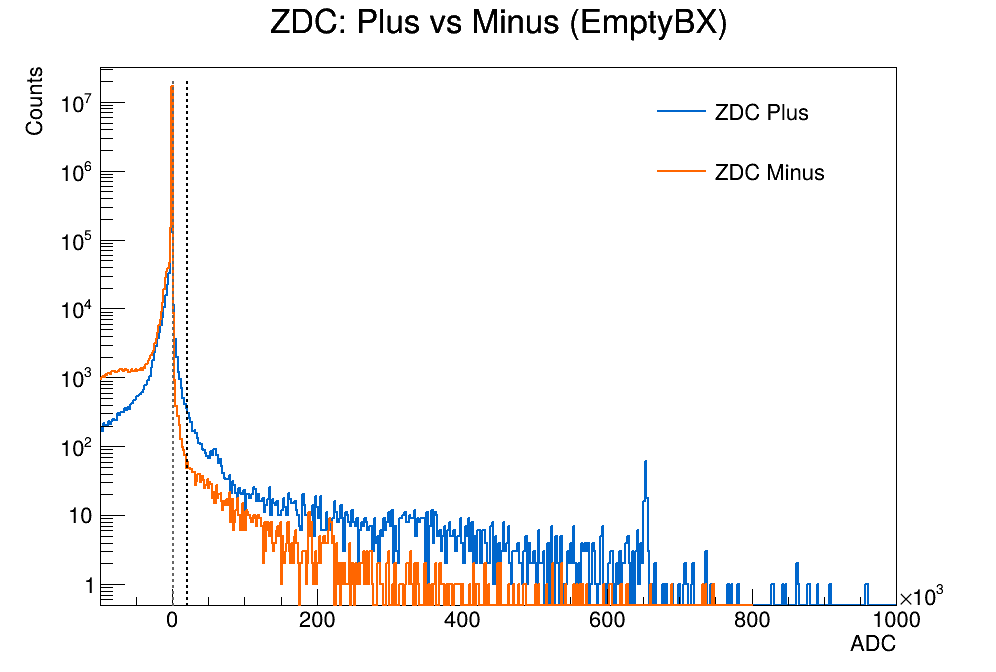 ZDC: Plus vs Minus (EmptyBX)
Counts
ZDC Plus
ZDC Minus
10⁷
10⁶
10⁵
10⁴
10³
10²
10
1
0 200 400 600 800 1000
×10³
ADC